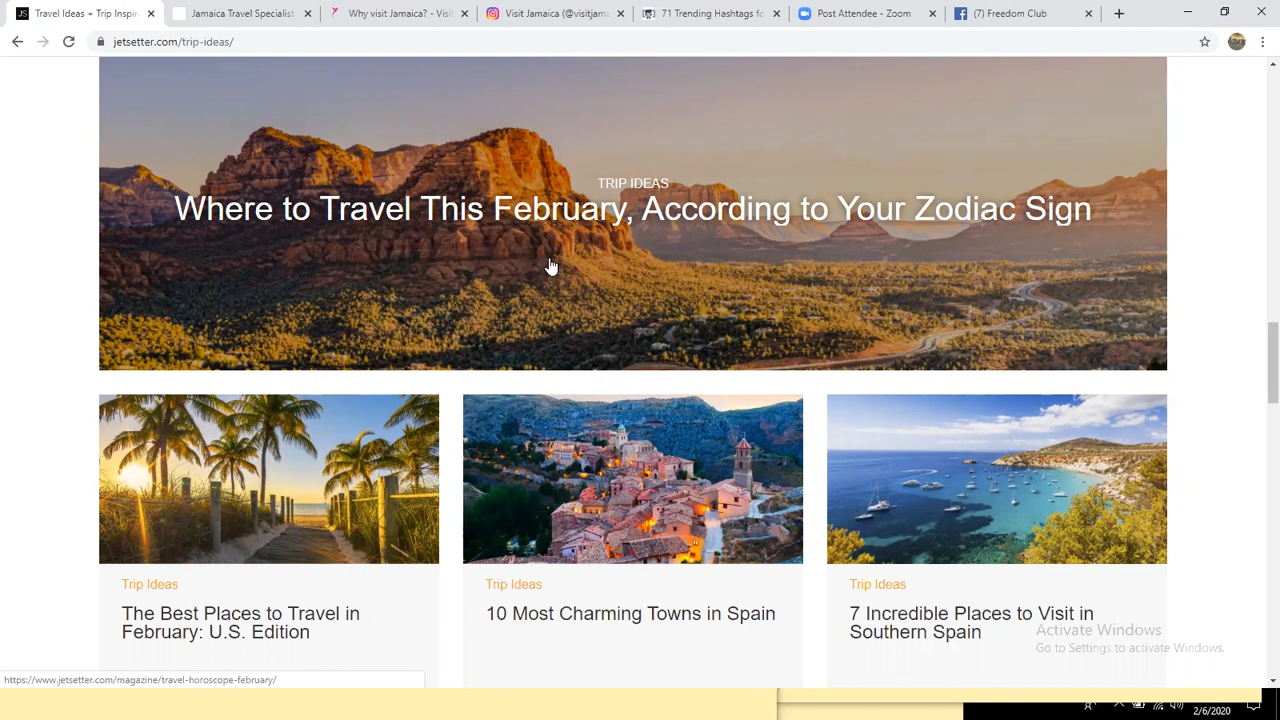 Travel Ideas + Trip Inspir
Jamaica Travel Specialist
Why visit Jamaica? - Visi
Visit Jamaica (@visitjama
71 Trending Hashtags fo
Post Attendee - Zoom
(7) Freedom Club
jetsetter.com/trip-ideas/
TRIP IDEAS
Where to Travel This February, According to Your Zodiac Sign
Trip Ideas
The Best Places to Travel in
February: U.S. Edition
Trip Ideas
10 Most Charming Towns in Spain
Trip Ideas
7 Incredible Places to Visit in
Southern Spain
Activate Windows
Go to Settings to activate Windows.
https://www.jetsetter.com/magazine/travel-horoscope-february/
2/6/2020